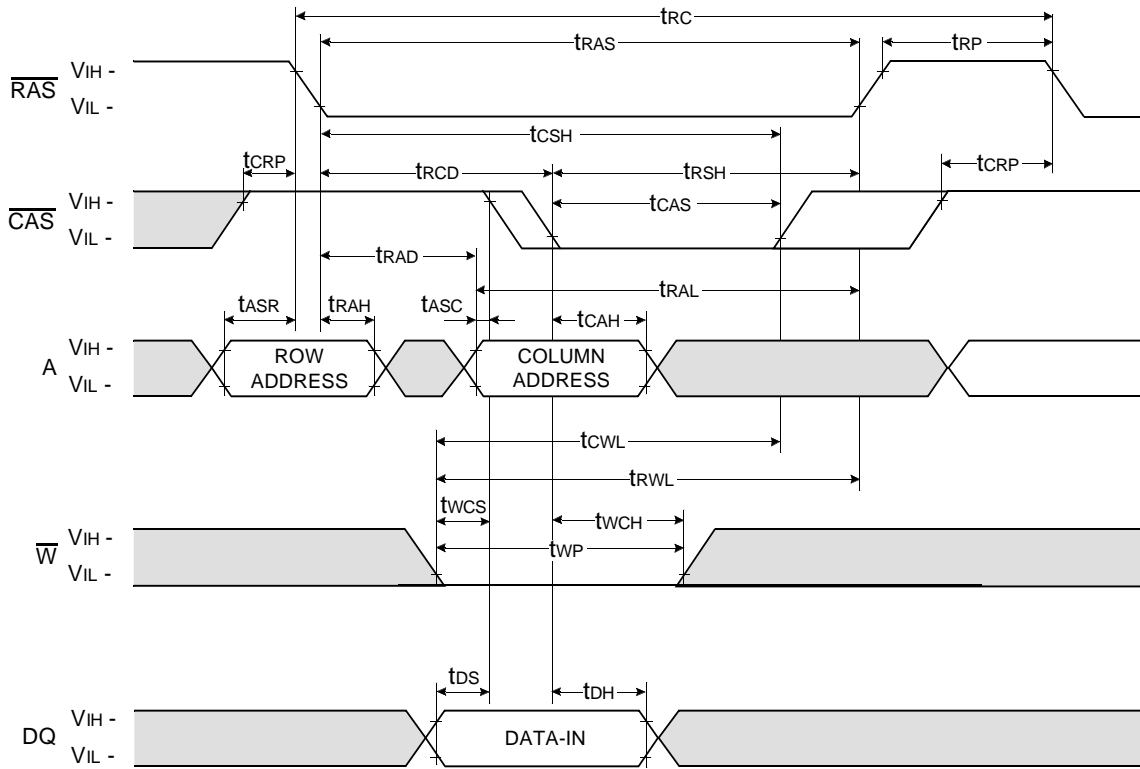 tRC
tRAS
tRP
RAS
VIH -
VIL -
tCSH
tCRP
tRCD
tRSH
tCRP
CAS
VIH -
VIL -
tCAS
tRAD
tRAL
tASR
tRAH
tASC
tCAH
A
VIH -
VIL -
ROW
ADDRESS
COLUMN
ADDRESS
tCWL
tRWL
tWCS
tWCH
W
VIH -
VIL -
tWP
tDS
tDH
DQ
VIH -
VIL -
DATA-IN